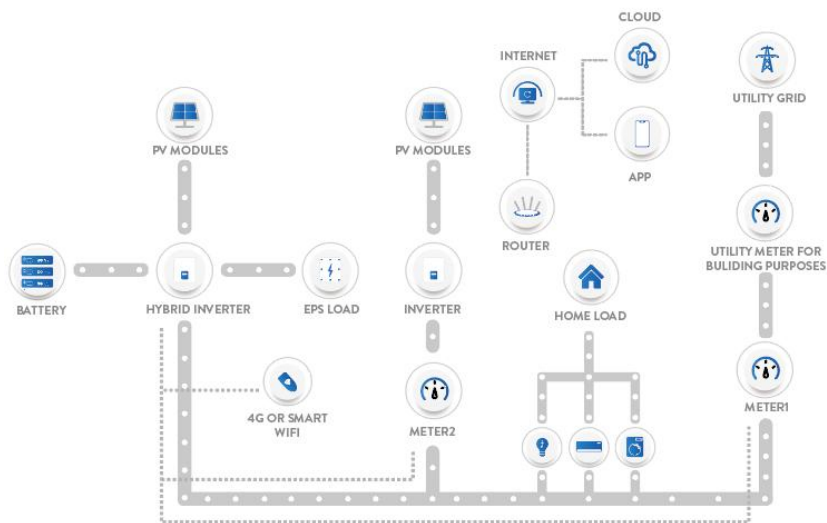 CLOUD
INTERNET
UTILITY GRID
PV MODULES
PV MODULES
APP
ROUTER
UTILITY METER FOR
BULIDING PURPOSES
BATTERY
HYBRID INVERTER
EPS LOAD
INVERTER
HOME LOAD
4G OR SMART
WIFI
METER2
METER1